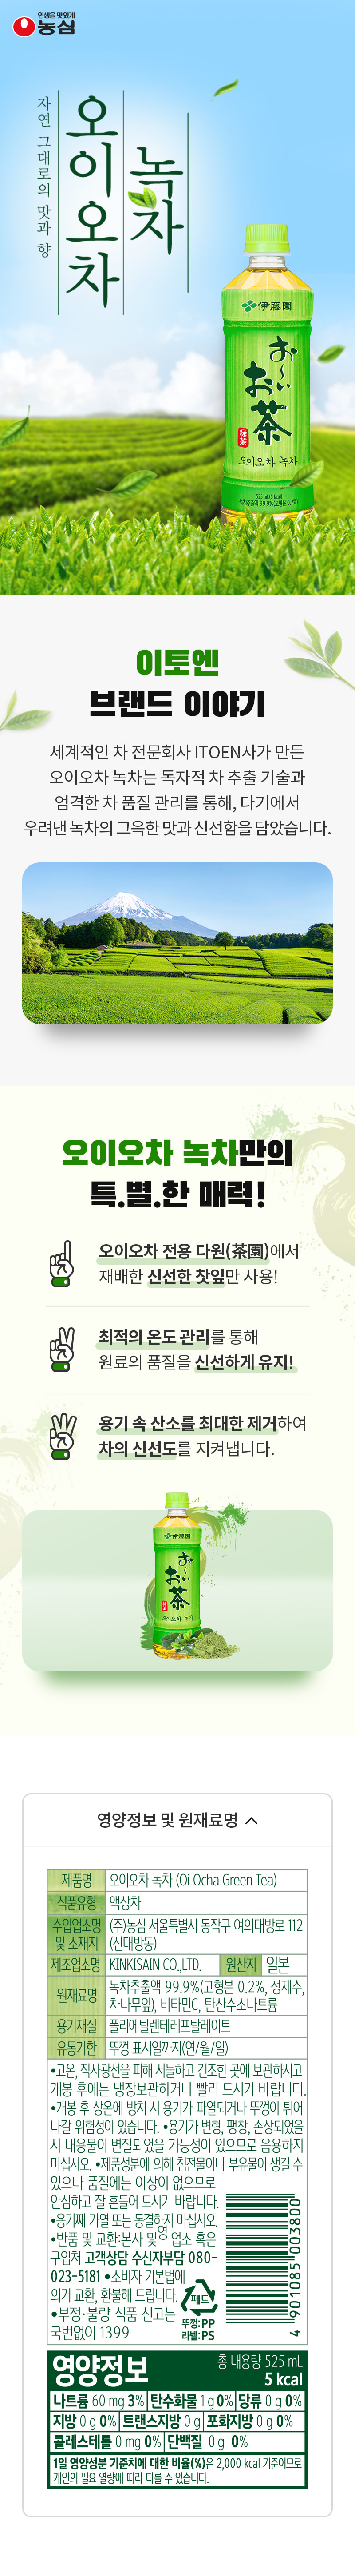 인생을 맛있게
농심
자연 그대로의 맛과 향
오이오차
녹차
伊藤園
お～い
お茶
緑茶
오이오차 녹차
525 ml(5 kcal)
녹차추출액 99.9%(고형분 0.2%)
이토엔
브랜드 이야기
세계적인 차 전문회사 ITOEN사가 만든
오이오차 녹차는 독자적 차 추출 기술과
엄격한 차 품질 관리를 통해, 다기에서
우려낸 녹차의 그윽한 맛과 신선함을 담았습니다.
오이오차 녹차만의
특.별.한 매력!
오이오차 전용 다원(茶園)에서
재배한 신선한 찻잎만 사용!
최적의 온도 관리를 통해
원료의 품질을 신선하게 유지!
용기 속 산소를 최대한 제거하여
차의 신선도를 지켜냅니다.
伊藤園
お～い
お茶
오이오차 녹차
영양정보 및 원재료명
제품명 오이오차 녹차 (Oi Ocha Green Tea)
식품유형 액상차
수입업소명 및 소재지 (주)농심 서울특별시 동작구 여의대방로 112
(신대방동)
제조업소명 KINKISAIN CO.,LTD. 원산지 일본
원재료명 녹차추출액 99.9%(고형분 0.2%, 정제수,
차나무잎), 비타민C, 탄산수소나트륨
용기재질 폴리에틸렌테레프탈레이트
유통기한 뚜껑 표시일까지(연/월/일)
•고온, 직사광선을 피해 서늘하고 건조한 곳에 보관하시고
개봉 후에는 냉장보관하거나 빨리 드시기 바랍니다.
•개봉 후 상온에 방치 시 용기가 파열되거나 뚜껑이 튀어
나갈 위험성이 있습니다. •용기가 변형, 팽창, 손상되었을
시 내용물이 변질되었을 가능성이 있으므로 음용하지
마십시오. •제품성분에 의해 침전물이나 부유물이 생길 수
있으나 품질에는 이상이 없으므로
안심하고 잘 흔들어 드시기 바랍니다.
•용기째 가열 또는 동결하지 마십시오.
•반품 및 교환:본사 및 영업소 혹은
구입처 고객상담 수신자부담 080-
023-5181 •소비자 기본법에
의거 교환, 환불해 드립니다.
•부정·불량 식품 신고는
국번없이 1399
페트
뚜껑:PP
라벨:PS
4 901085 003800
영양정보
총 내용량 525 mL
5 kcal
나트륨 60 mg 3% 탄수화물 1 g 0% 당류 0 g 0%
지방 0 g 0% 트랜스지방 0 g 포화지방 0 g 0%
콜레스테롤 0 mg 0% 단백질 0 g 0%
1일 영양성분 기준치에 대한 비율(%)은 2,000 kcal 기준이므로
개인의 필요 열량에 따라 다를 수 있습니다.